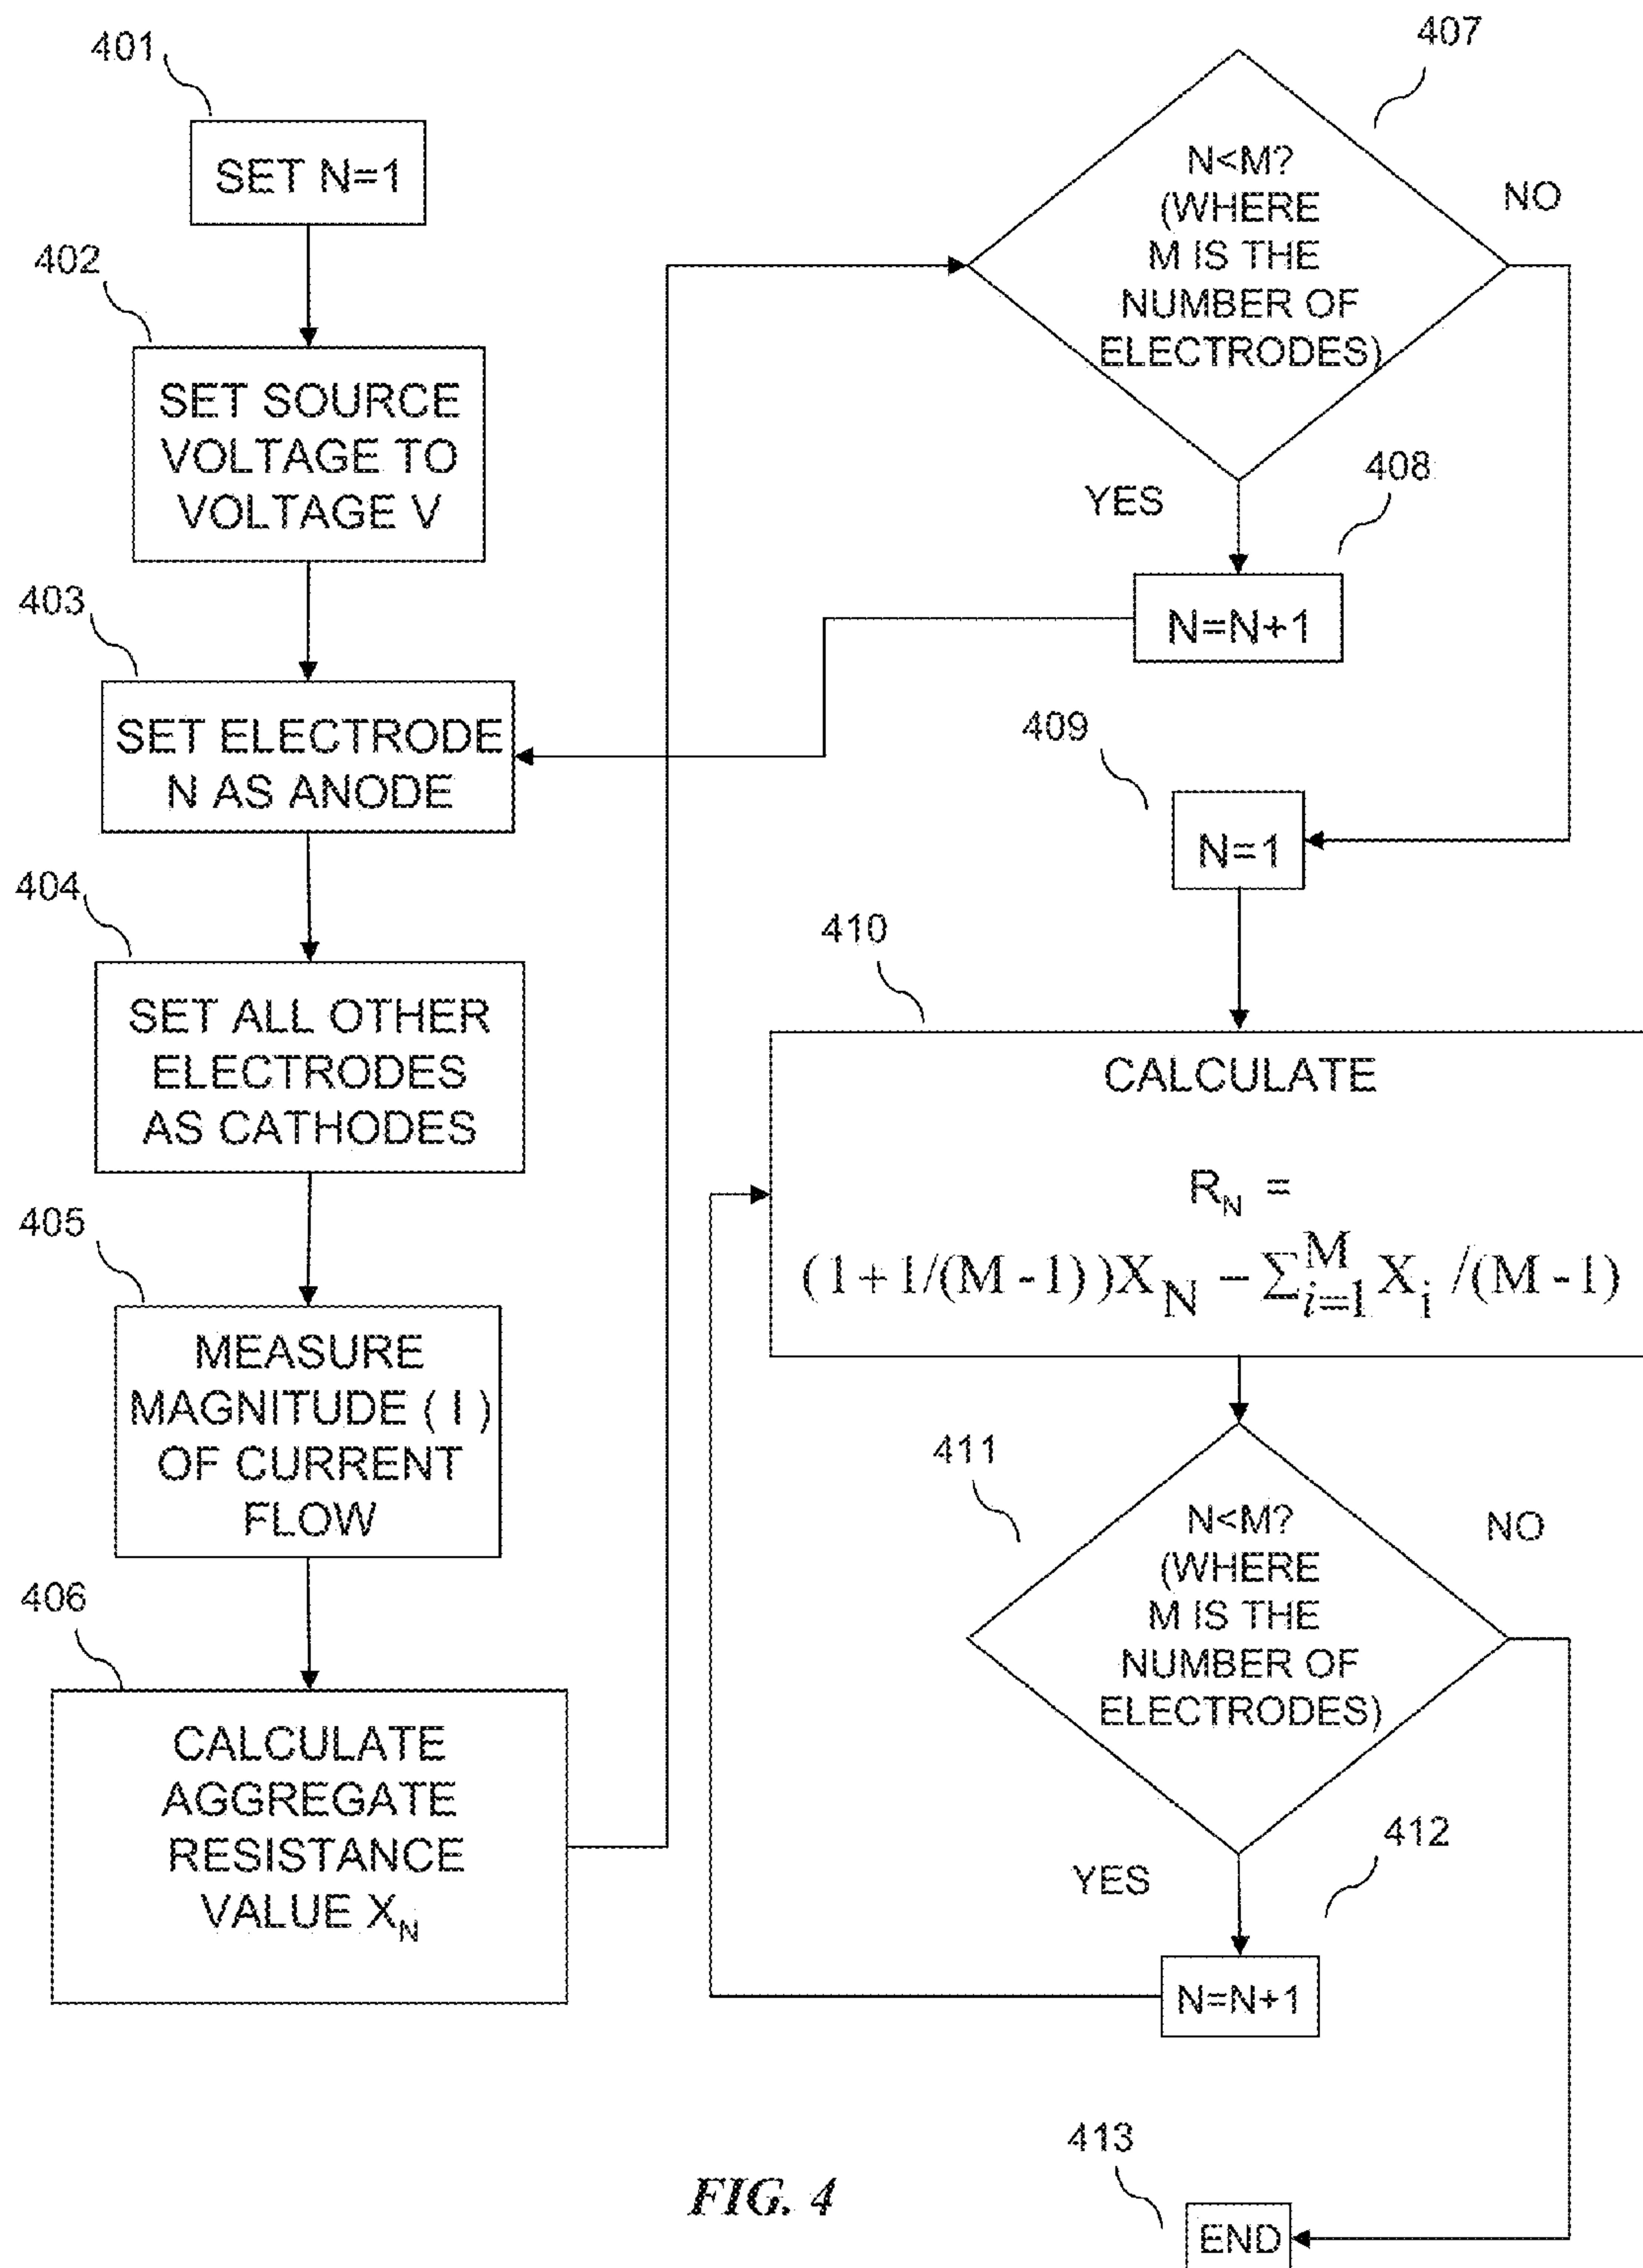 401
SET N=1
402
SET SOURCE
VOLTAGE TO
VOLTAGE V
403
SET ELECTRODE
N AS ANODE
404
SET ALL OTHER
ELECTRODES
AS CATHODES
405
MEASURE
MAGNITUDE ( I )
OF CURRENT
FLOW
406
CALCULATE
AGGREGATE
RESISTANCE
VALUE X_N
407
N<M?
(WHERE
M IS THE
NUMBER OF
ELECTRODES)
NO
YES
408
N=N+1
409
N=1
410
CALCULATE
R_N =
(1+1/(M-1))X_N – ∑_{i=1}^M X_i /(M-1)
411
N<M?
(WHERE
M IS THE
NUMBER OF
ELECTRODES)
NO
YES
412
N=N+1
413
END
FIG. 4